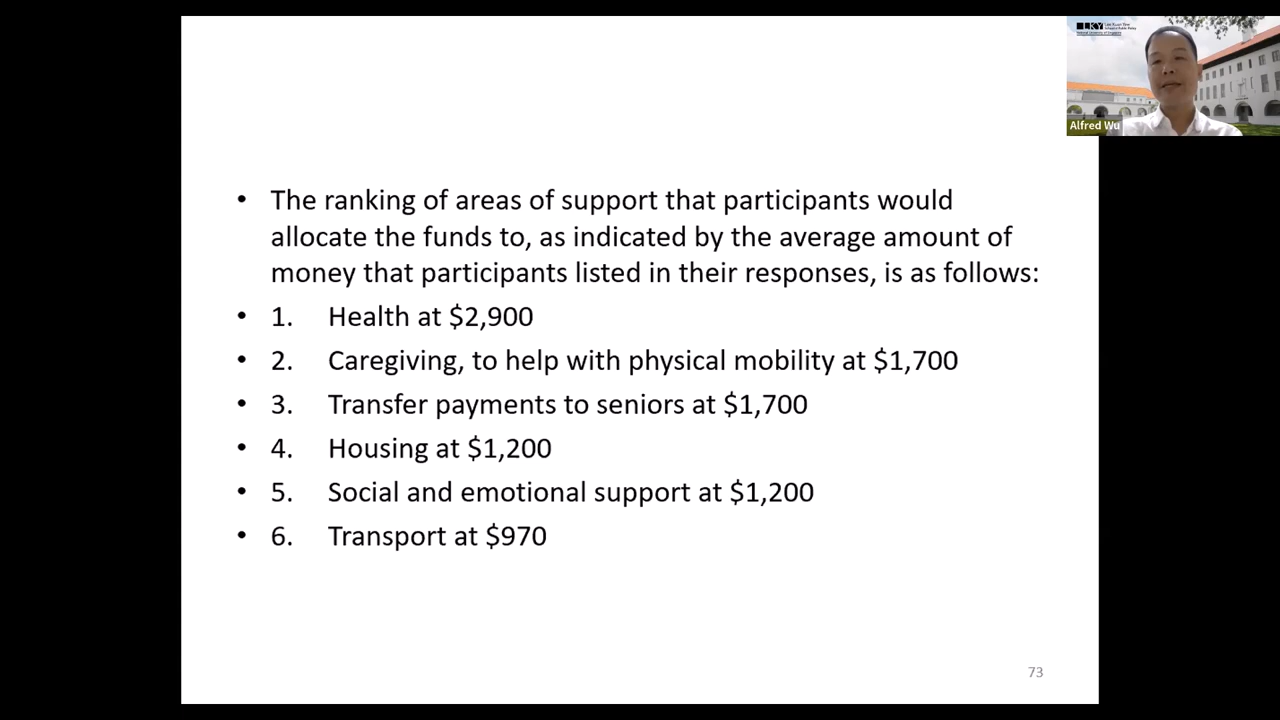 LKY
Alfred Wu
• The ranking of areas of support that participants would
allocate the funds to, as indicated by the average amount of
money that participants listed in their responses, is as follows:
• 1. Health at $2,900
• 2. Caregiving, to help with physical mobility at $1,700
• 3. Transfer payments to seniors at $1,700
• 4. Housing at $1,200
• 5. Social and emotional support at $1,200
• 6. Transport at $970
73